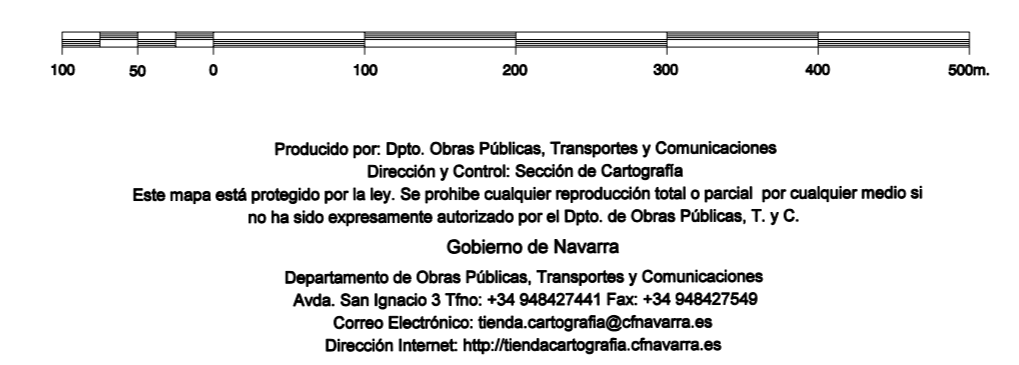 100 50 0 100 200 300 400 500m.
Producido por: Dpto. Obras Públicas, Transportes y Comunicaciones
Dirección y Control: Sección de Cartografía
Este mapa está protegido por la ley. Se prohibe cualquier reproducción total o parcial por cualquier medio si
no ha sido expresamente autorizado por el Dpto. de Obras Públicas, T. y C.
Gobierno de Navarra
Departamento de Obras Públicas, Transportes y Comunicaciones
Avda. San Ignacio 3 Tfno: +34 948427441 Fax: +34 948427549
Correo Electrónico: tienda.cartografia@cfnavarra.es
Dirección Internet: http://tiendacartografia.cfnavarra.es